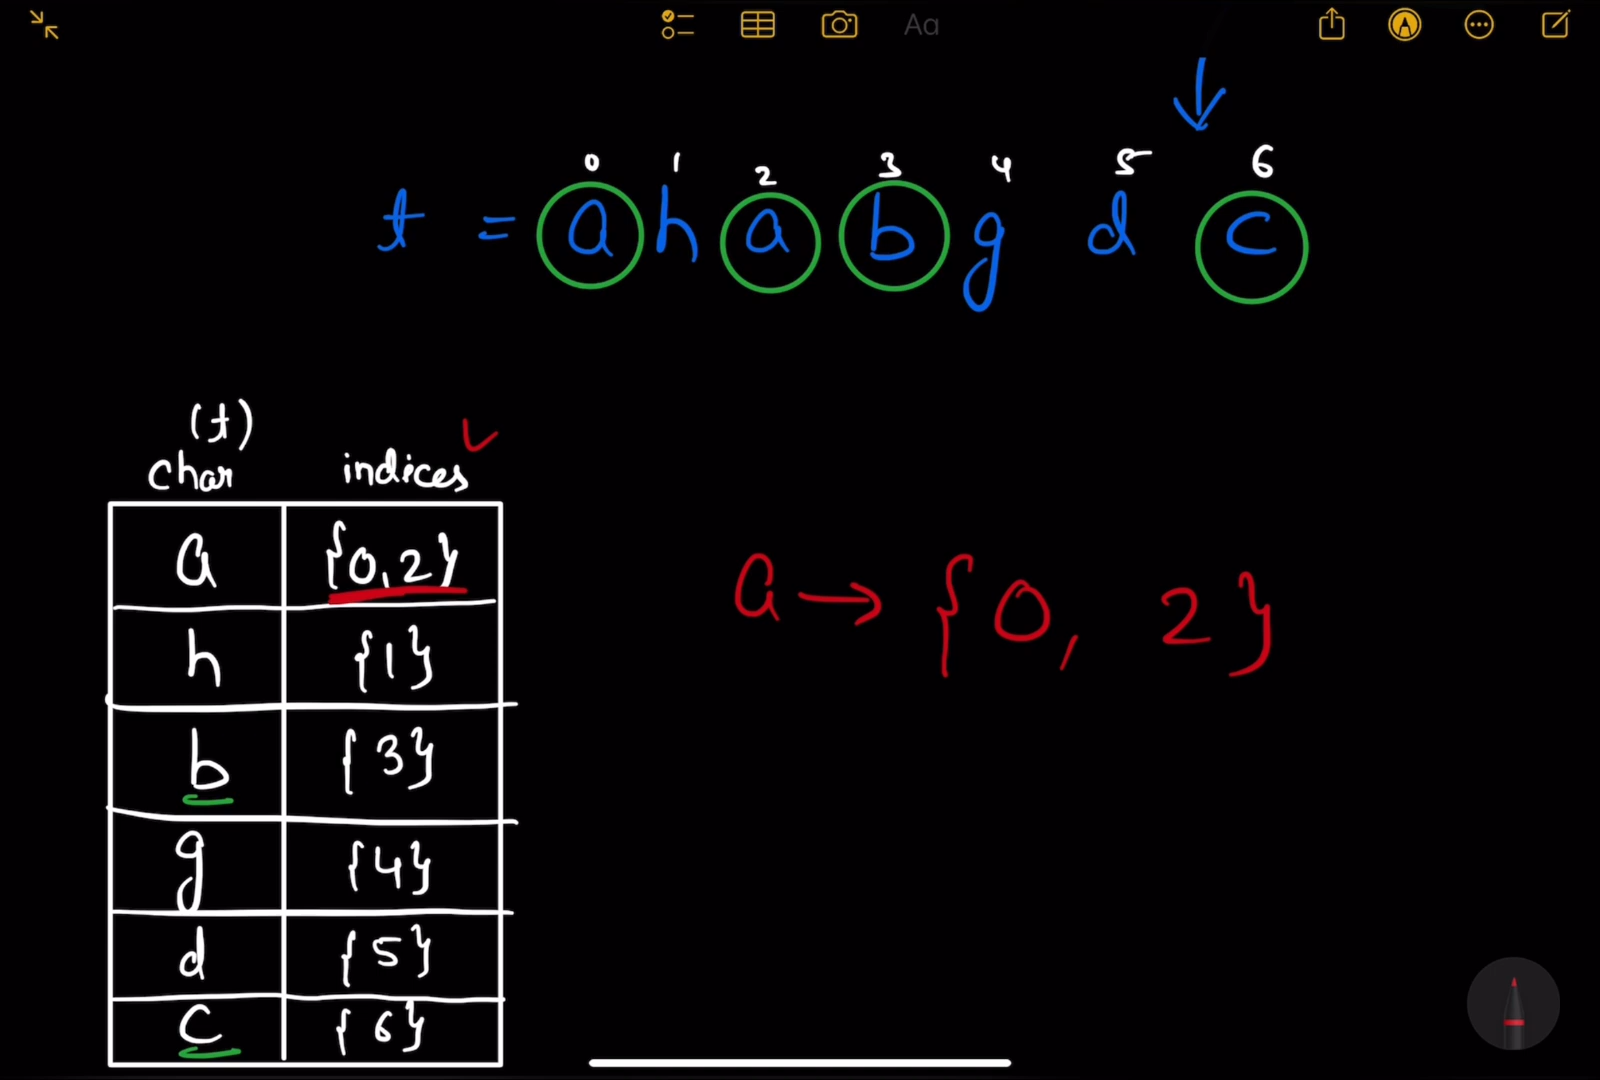 Aa
0 1 2 3 4 5 6
t = a h a b g d c
(t)
char indices
a {0,2}
h {1}
b {3}
g {4}
d {5}
c {6}
a → {0, 2}